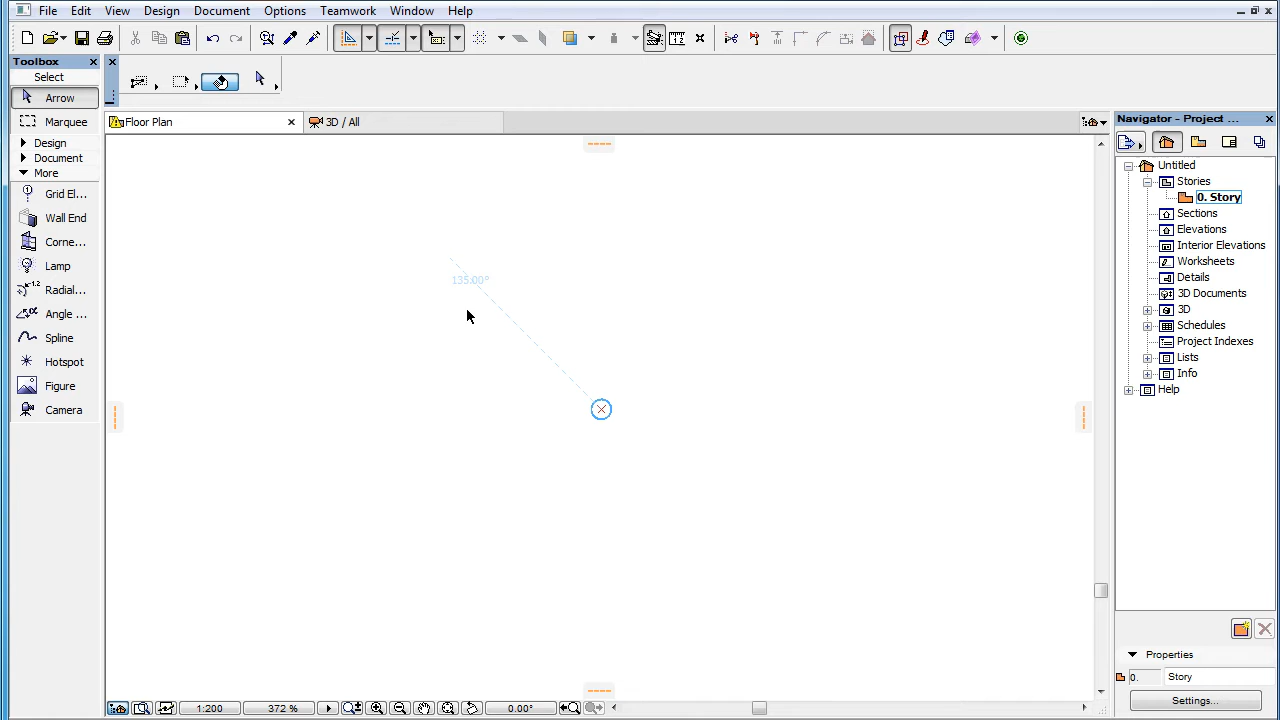 File Edit View Design Document Options Teamwork Window Help
Toolbox
Select
Arrow
Marquee
Design
Document
More
Grid El...
Wall End
Corne...
Lamp
Radial...
Angle ...
Spline
Hotspot
Figure
Camera
Floor Plan
3D / All
135.00°
1:200
372 %
0.00°
Navigator - Project ...
Untitled
Stories
0. Story
Sections
Elevations
Interior Elevations
Worksheets
Details
3D Documents
3D
Schedules
Project Indexes
Lists
Info
Help
Properties
0. Story
Settings...